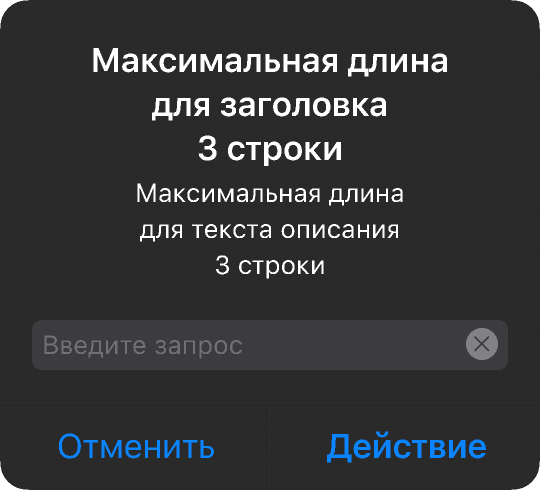 Максимальная длина
для заголовка
3 строки
Максимальная длина
для текста описания
3 строки
Введите запрос
Отменить
Действие